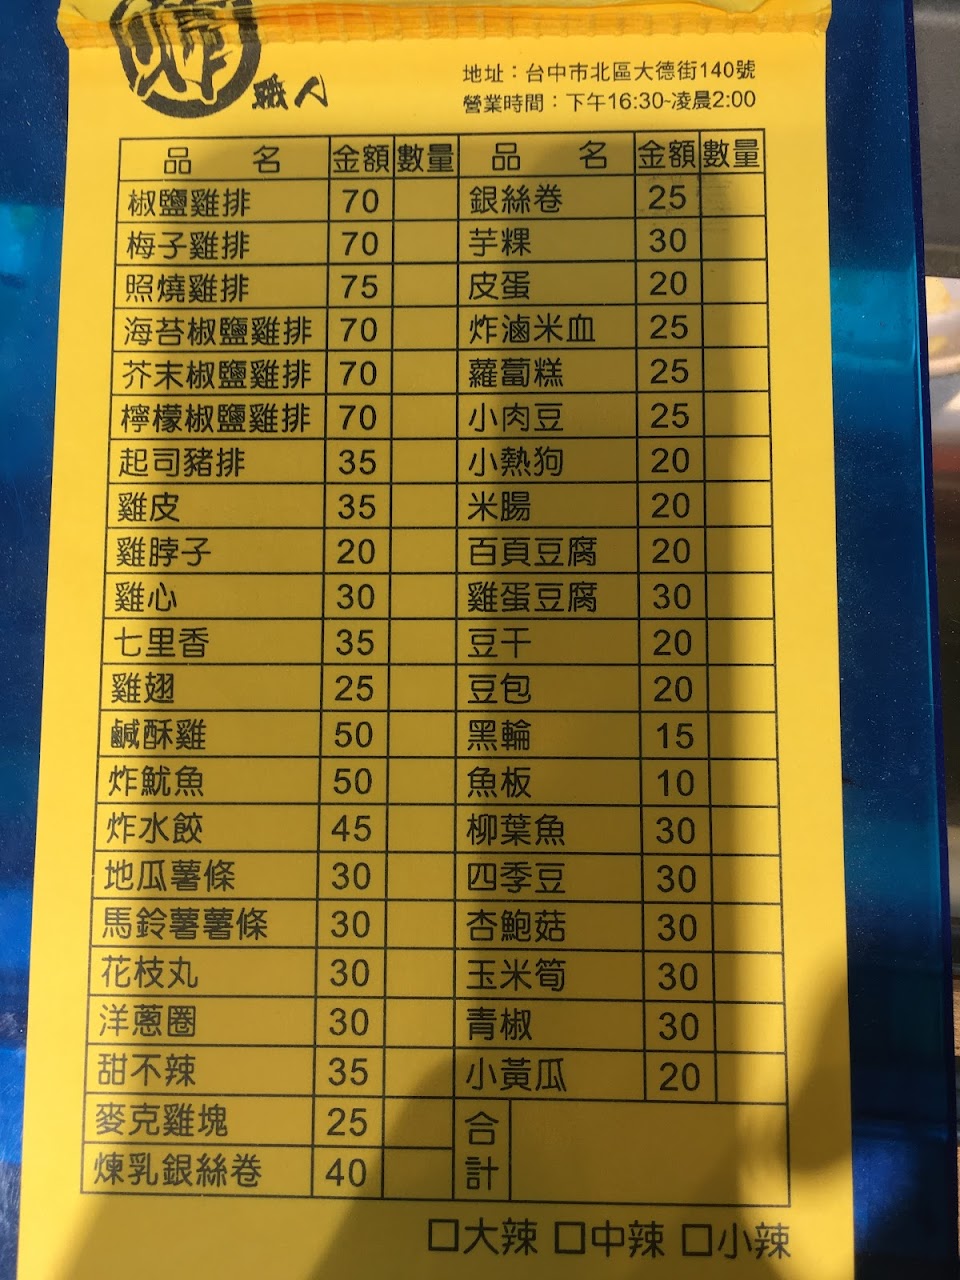 炸
職人
地址：台中市北區大德街140號
營業時間：下午16:30~凌晨2:00
品 名 金額 數量 品 名 金額 數量
椒鹽雞排 70 銀絲卷 25
梅子雞排 70 芋粿 30
照燒雞排 75 皮蛋 20
海苔椒鹽雞排 70 炸滷米血 25
芥末椒鹽雞排 70 蘿蔔糕 25
檸檬椒鹽雞排 70 小肉豆 25
起司豬排 35 小熱狗 20
雞皮 35 米腸 20
雞脖子 20 百頁豆腐 20
雞心 30 雞蛋豆腐 30
七里香 35 豆干 20
雞翅 25 豆包 20
鹹酥雞 50 黑輪 15
炸魷魚 50 魚板 10
炸水餃 45 柳葉魚 30
地瓜薯條 30 四季豆 30
馬鈴薯薯條 30 杏鮑菇 30
花枝丸 30 玉米筍 30
洋蔥圈 30 青椒 30
甜不辣 35 小黃瓜 20
麥克雞塊 25 合計
煉乳銀絲卷 40
□大辣 □中辣 □小辣